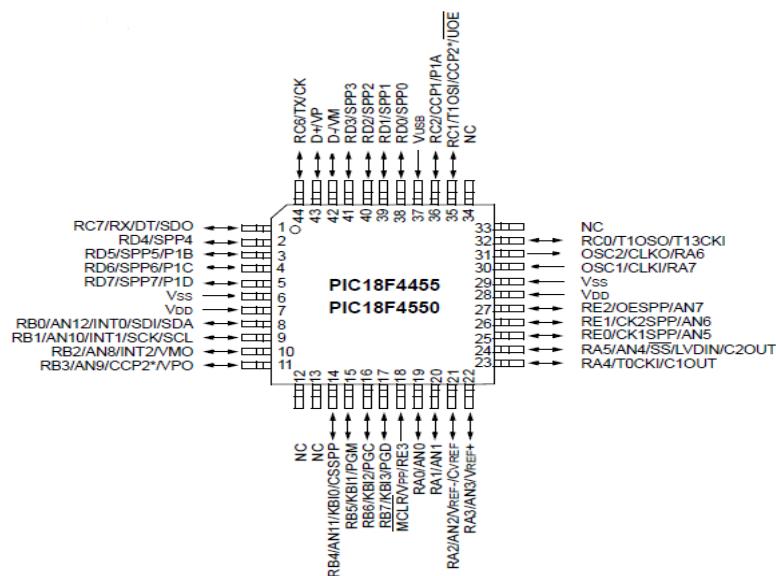 RC6/TX/CK
D+/VP
D-/VM
RD3/SPP3
RD2/SPP2
RD1/SPP1
RD0/SPP0
VUSB
RC2/CCP1/P1A
RC1/T1OSI/CCP2*/UOE
NC
44
43
42
41
40
39
38
37
36
35
34
RC7/RX/DT/SDO 1
RD4/SPP4 2
RD5/SPP5/P1B 3
RD6/SPP6/P1C 4
RD7/SPP7/P1D 5
VSS 6
VDD 7
RB0/AN12/INT0/SDI/SDA 8
RB1/AN10/INT1/SCK/SCL 9
RB2/AN8/INT2/VMO 10
RB3/AN9/CCP2*/VPO 11
PIC18F4455
PIC18F4550
33 NC
32 RC0/T1OSO/T13CKI
31 OSC2/CLKO/RA6
30 OSC1/CLKI/RA7
29 VSS
28 VDD
27 RE2/OESPP/AN7
26 RE1/CK2SPP/AN6
25 RE0/CK1SPP/AN5
24 RA5/AN4/SS/LVDIN/C2OUT
23 RA4/T0CKI/C1OUT
12
13
14
15
16
17
18
19
20
21
22
NC
NC
RB4/AN11/KBI0/CSSPP
RB5/KBI1/PGM
RB6/KBI2/PGC
RB7/KBI3/PGD
MCLR/VPP/RE3
RA0/AN0
RA1/AN1
RA2/AN2/VREF-/CVREF
RA3/AN3/VREF+